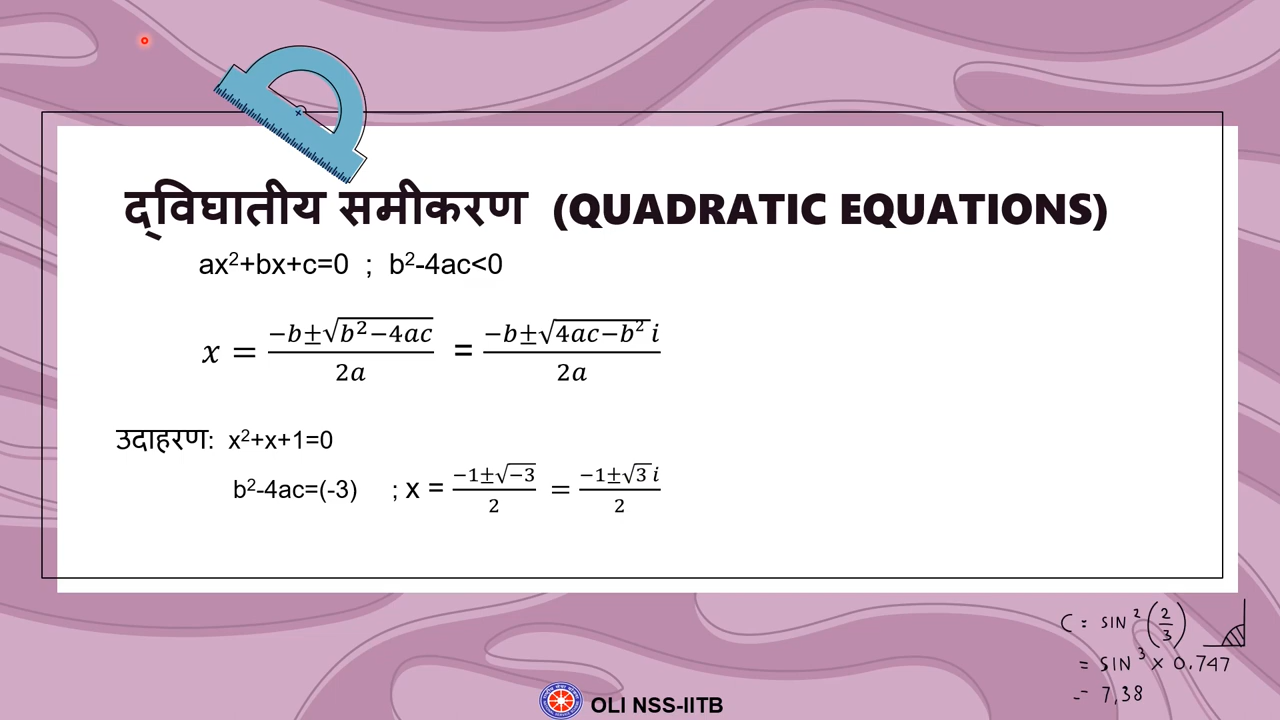 द्विघातीय समीकरण (QUADRATIC EQUATIONS)
ax²+bx+c=0 ; b²-4ac<0
x = (−b±√(b²−4ac))/(2a) = (−b±√(4ac−b²) i)/(2a)
उदाहरण: x²+x+1=0
b²-4ac=(-3) ; x = (−1±√−3)/2 = (−1±√3 i)/2
C = SIN² (2/3)
= SIN³ × 0.747
= 7,38
OLI NSS-IITB